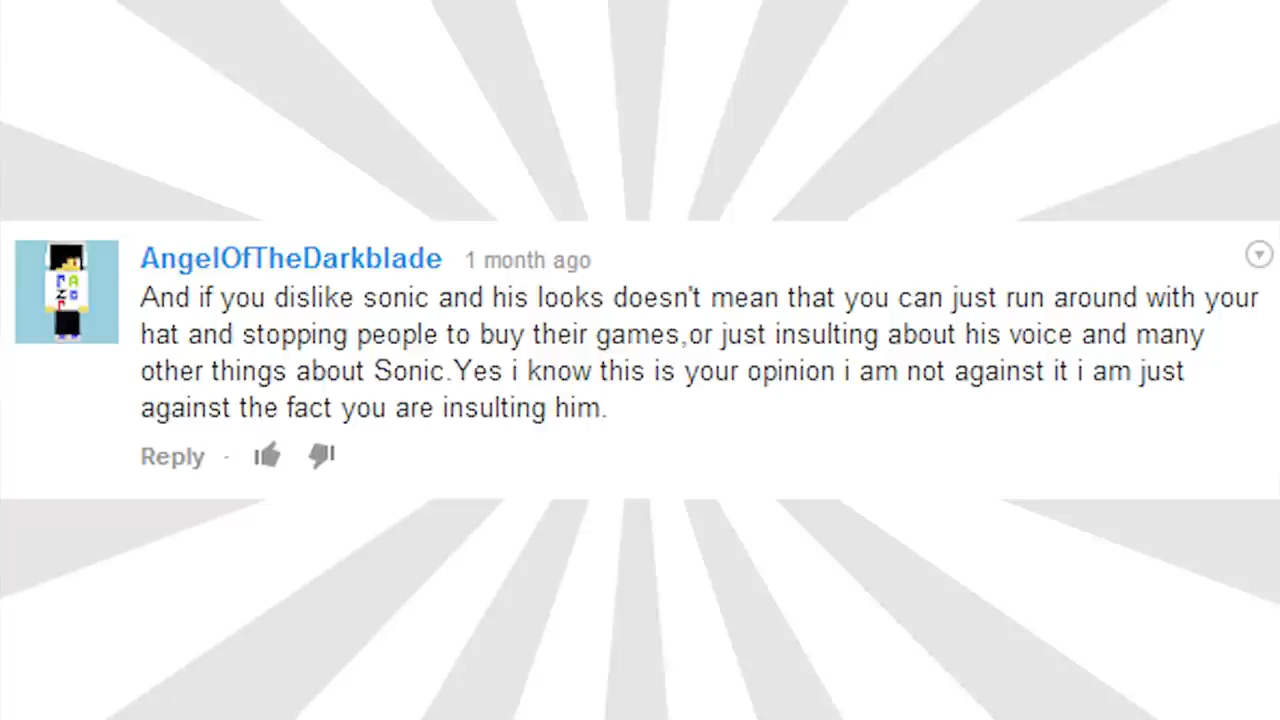 AngelOfTheDarkblade 1 month ago
And if you dislike sonic and his looks doesn't mean that you can just run around with your
hat and stopping people to buy their games,or just insulting about his voice and many
other things about Sonic.Yes i know this is your opinion i am not against it i am just
against the fact you are insulting him.
Reply ·